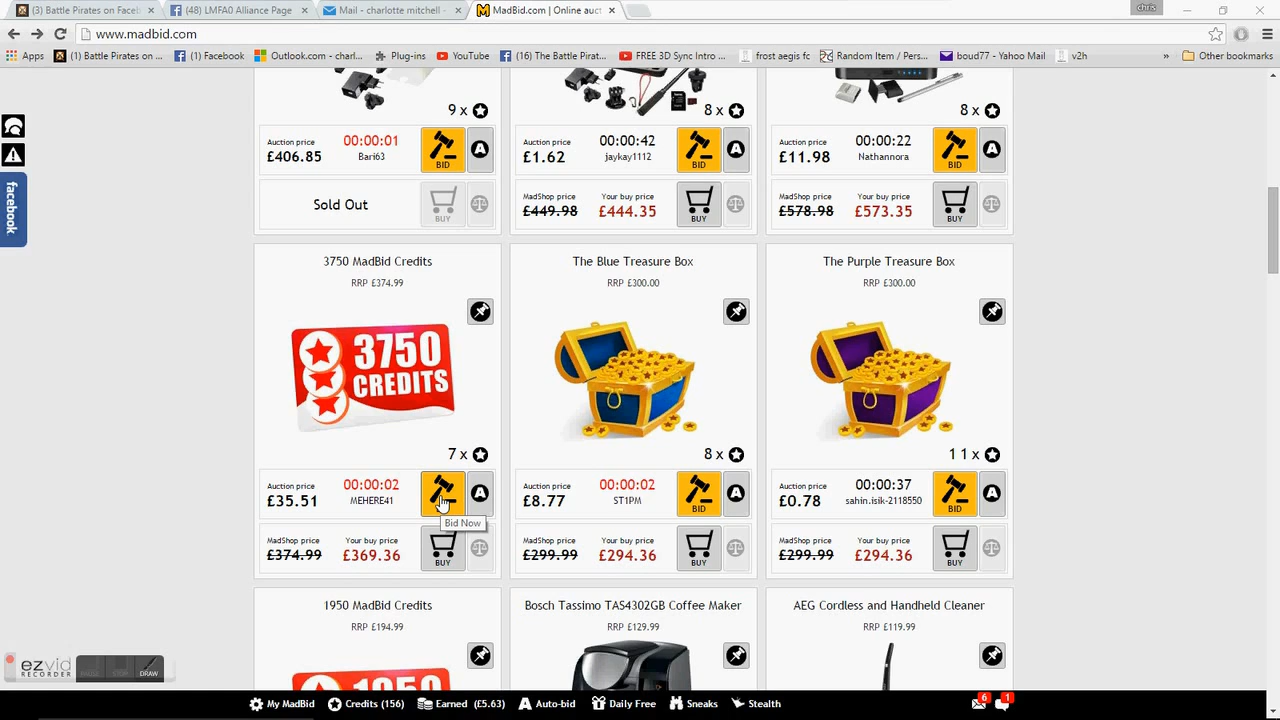 (3) Battle Pirates on Faceb
(48) LMFA0 Alliance Page
Mail - charlotte mitchell -
MadBid.com | Online auct
chris
www.madbid.com
Apps
(1) Battle Pirates on ...
(1) Facebook
Outlook.com - charl...
Plug-ins
YouTube
(16) The Battle Pirat...
FREE 3D Sync Intro ...
frost aegis fc
Random Item / Pers...
boud77 - Yahoo Mail
v2h
»
Other bookmarks
9 x
8 x
8 x
Auction price
£406.85
00:00:01
Bari63
BID
A
Auction price
£1.62
00:00:42
jaykay1112
BID
A
Auction price
£11.98
00:00:22
Nathannora
BID
A
Sold Out
BUY
MadShop price
£449.98
Your buy price
£444.35
BUY
MadShop price
£578.98
Your buy price
£573.35
BUY
facebook
3750 MadBid Credits
RRP £374.99
3750
CREDITS
7 x
Auction price
£35.51
00:00:02
MEHERE41
A
Bid Now
MadShop price
£374.99
Your buy price
£369.36
BUY
The Blue Treasure Box
RRP £300.00
8 x
Auction price
£8.77
00:00:02
ST1PM
BID
A
MadShop price
£299.99
Your buy price
£294.36
BUY
The Purple Treasure Box
RRP £300.00
11 x
Auction price
£0.78
00:00:37
sahin.isik-2118550
BID
A
MadShop price
£299.99
Your buy price
£294.36
BUY
1950 MadBid Credits
RRP £194.99
1950
Bosch Tassimo TAS4302GB Coffee Maker
RRP £129.99
AEG Cordless and Handheld Cleaner
RRP £119.99
ezvid
RECORDER
DRAW
My MadBid
Credits (156)
Earned (£5.63)
A Auto-bid
Daily Free
Sneaks
Stealth
6
1